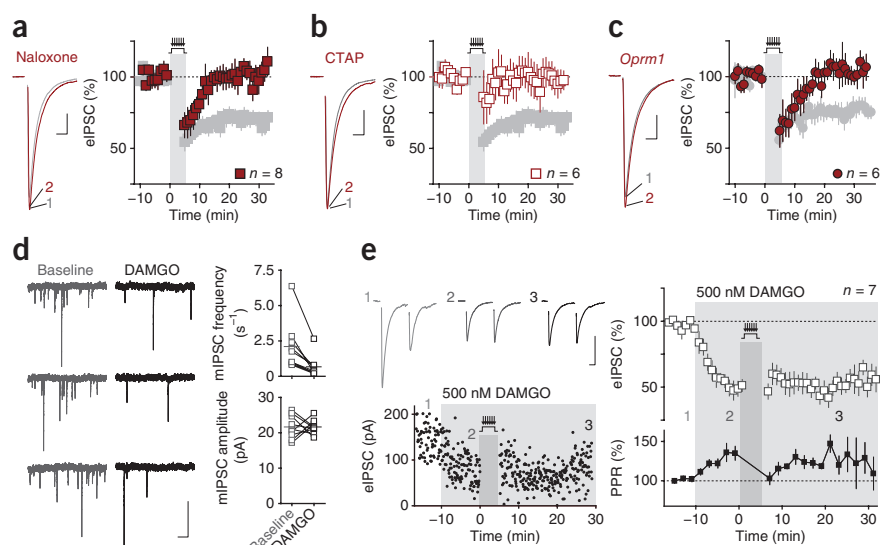 a
Naloxone
2
1
eIPSC (%)
100
50
n = 8
−10 0 10 20 30
Time (min)
b
CTAP
2
1
eIPSC (%)
100
50
n = 6
−10 0 10 20 30
Time (min)
c
Oprm1
1
2
eIPSC (%)
100
50
n = 6
−10 0 10 20 30
Time (min)
d
Baseline DAMGO
mIPSC frequency
(s⁻¹)
7.5
5.0
2.5
0
mIPSC amplitude
(pA)
30
20
10
0
Baseline
DAMGO
e
1 2 3
500 nM DAMGO
eIPSC (pA)
200
100
0
1
2
3
−10 0 10 20 30
Time (min)
500 nM DAMGO
n = 7
eIPSC (%)
100
50
1 2 3
PPR (%)
150
100
−10 0 10 20 30
Time (min)